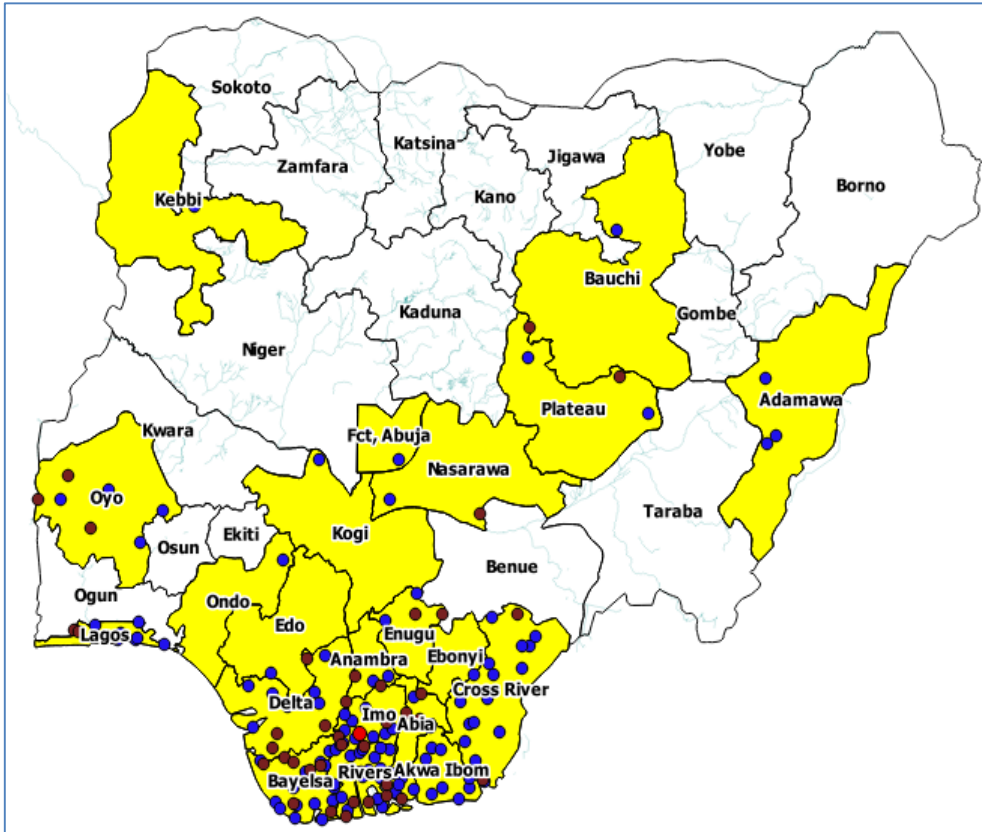 Sokoto
Katsina
Zamfara
Jigawa
Yobe
Borno
Kebbi
Kano
Bauchi
Kaduna
Gombe
Niger
Adamawa
Plateau
Kwara
Fct, Abuja
Nasarawa
Oyo
Taraba
Osun
Ekiti
Kogi
Benue
Ogun
Ondo
Edo
Enugu
Lagos
Anambra
Ebonyi
Cross River
Delta
Imo
Abia
Bayelsa
Rivers
Akwa Ibom